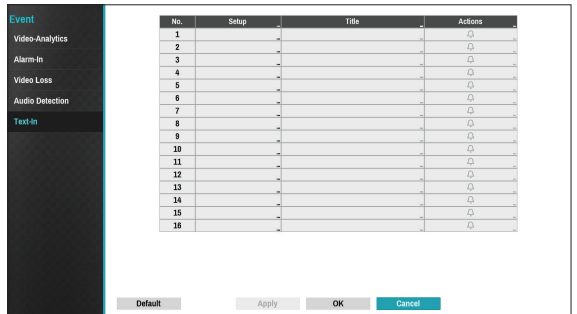 Event
Video-Analytics
Alarm-In
Video Loss
Audio Detection
Text-In
No. Setup Title Actions
1
2
3
4
5
6
7
8
9
10
11
12
13
14
15
16
Default Apply OK Cancel